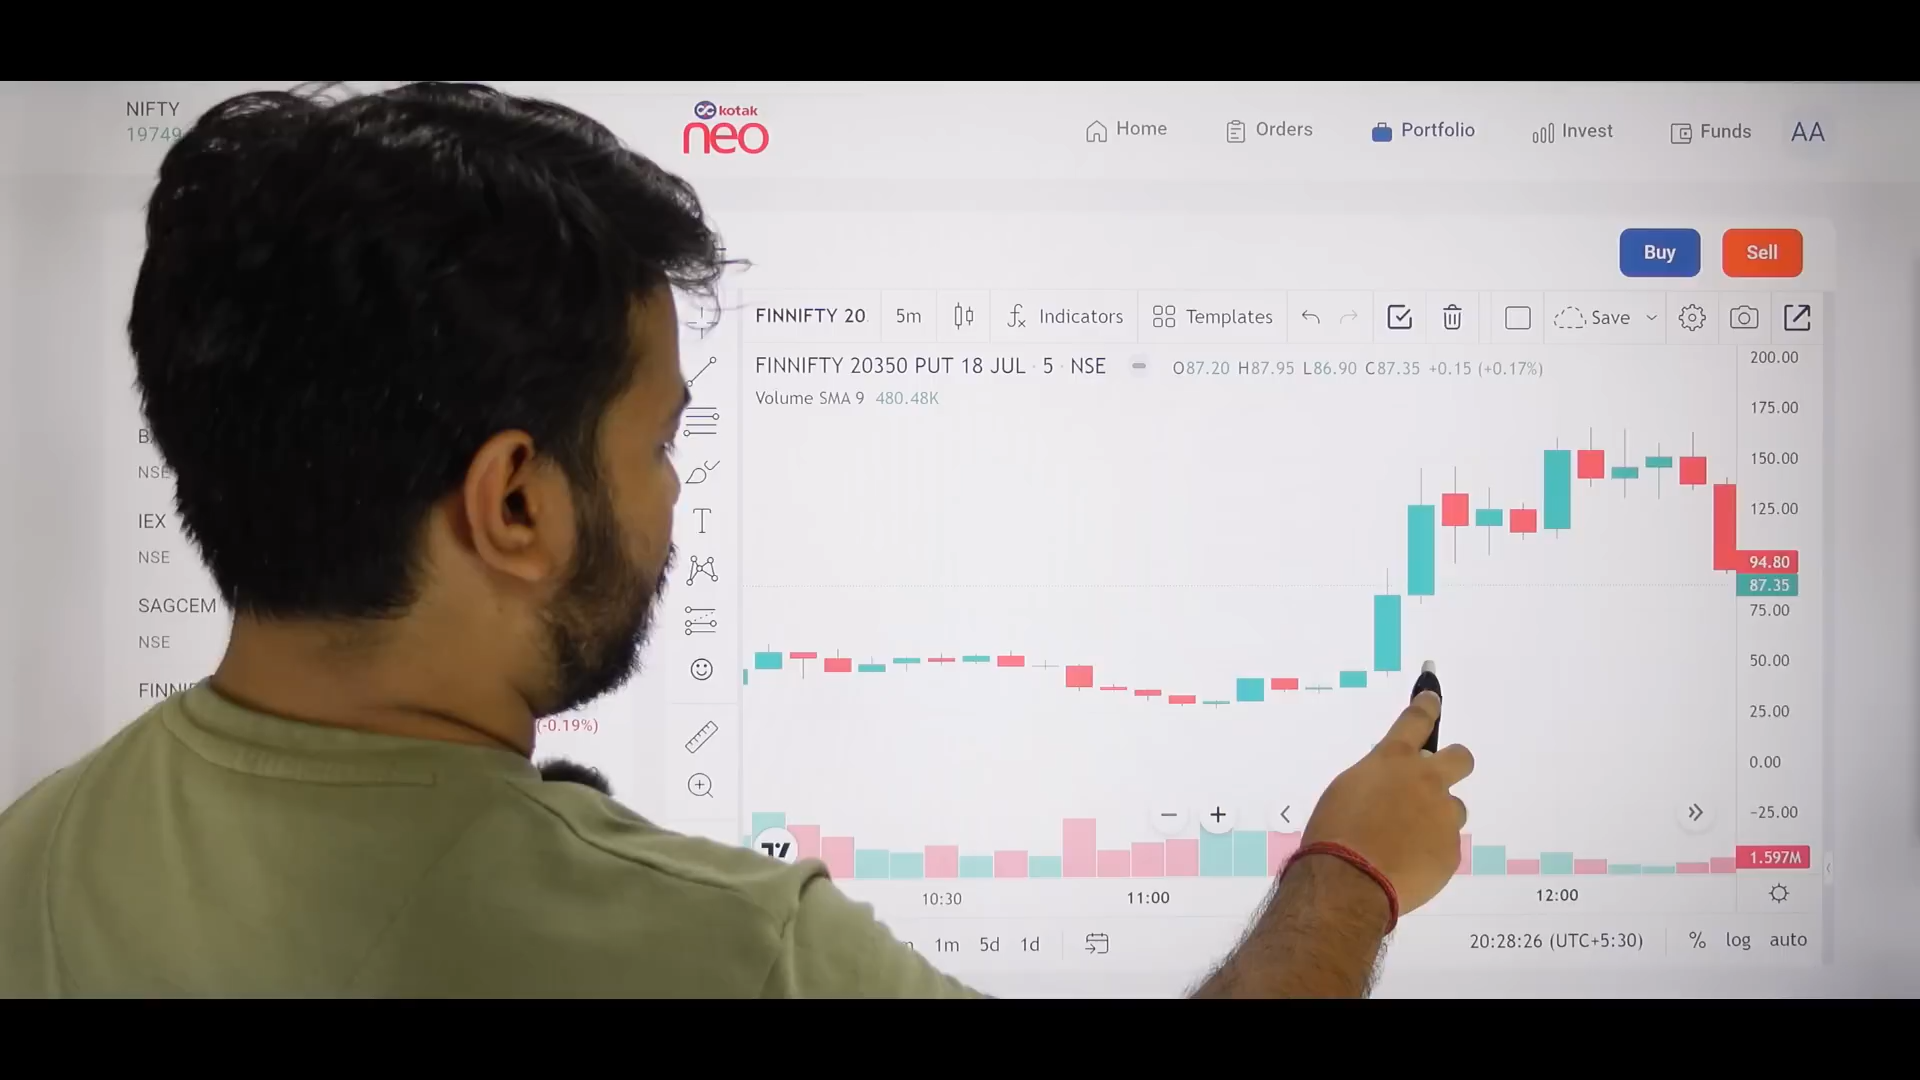 NIFTY
19749
kotak
neo
Home
Orders
Portfolio
Invest
Funds
AA
Buy
Sell
FINNIFTY 20
5m
Indicators
Templates
Save
FINNIFTY 20350 PUT 18 JUL · 5 · NSE
O87.20 H87.95 L86.90 C87.35 +0.15 (+0.17%)
Volume SMA 9 480.48K
200.00
175.00
150.00
125.00
94.80
87.35
75.00
50.00
25.00
0.00
−25.00
1.597M
NSE
IEX
NSE
SAGCEM
NSE
(-0.19%)
10:30
11:00
12:00
1m
5d
1d
20:28:26 (UTC+5:30)
%
log
auto